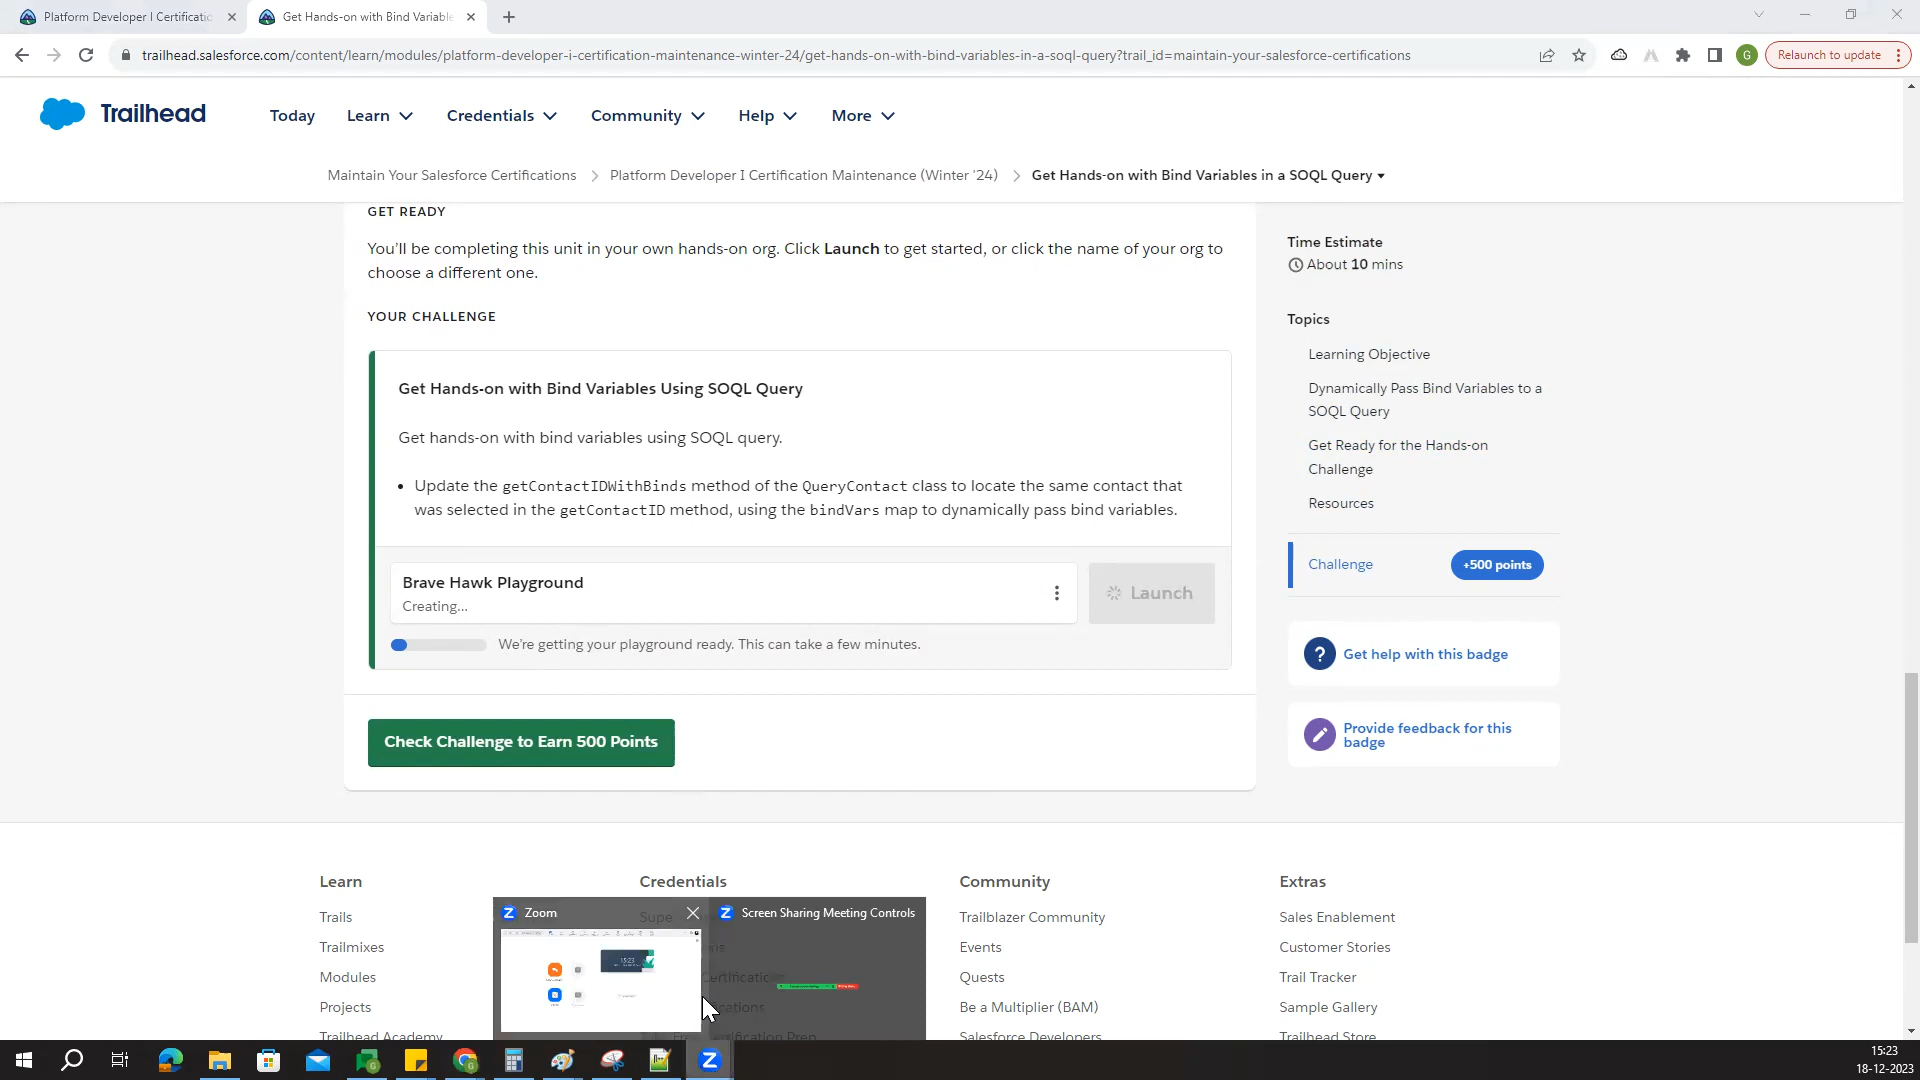 Platform Developer I Certificatic
Get Hands-on with Bind Variable
trailhead.salesforce.com/content/learn/modules/platform-developer-i-certification-maintenance-winter-24/get-hands-on-with-bind-variables-in-a-soql-query?trail_id=maintain-your-salesforce-certifications
G
Relaunch to update
Trailhead
Today
Learn
Credentials
Community
Help
More
Maintain Your Salesforce Certifications
Platform Developer I Certification Maintenance (Winter '24)
Get Hands-on with Bind Variables in a SOQL Query
GET READY
You'll be completing this unit in your own hands-on org. Click Launch to get started, or click the name of your org to
choose a different one.
YOUR CHALLENGE
Get Hands-on with Bind Variables Using SOQL Query
Get hands-on with bind variables using SOQL query.
• Update the getContactIDWithBinds method of the QueryContact class to locate the same contact that
was selected in the getContactID method, using the bindVars map to dynamically pass bind variables.
Brave Hawk Playground
Creating...
Launch
We're getting your playground ready. This can take a few minutes.
Check Challenge to Earn 500 Points
Time Estimate
About 10 mins
Topics
Learning Objective
Dynamically Pass Bind Variables to a
SOQL Query
Get Ready for the Hands-on
Challenge
Resources
Challenge
+500 points
Get help with this badge
Provide feedback for this
badge
Learn
Trails
Trailmixes
Modules
Projects
Trailhead Academy
Credentials
Supe
Certificatic
ications
rtification Prep
Community
Trailblazer Community
Events
Quests
Be a Multiplier (BAM)
Salesforce Developers
Extras
Sales Enablement
Customer Stories
Trail Tracker
Sample Gallery
Trailhead Store
Zoom
Screen Sharing Meeting Controls
15:23
15:23
18-12-2023